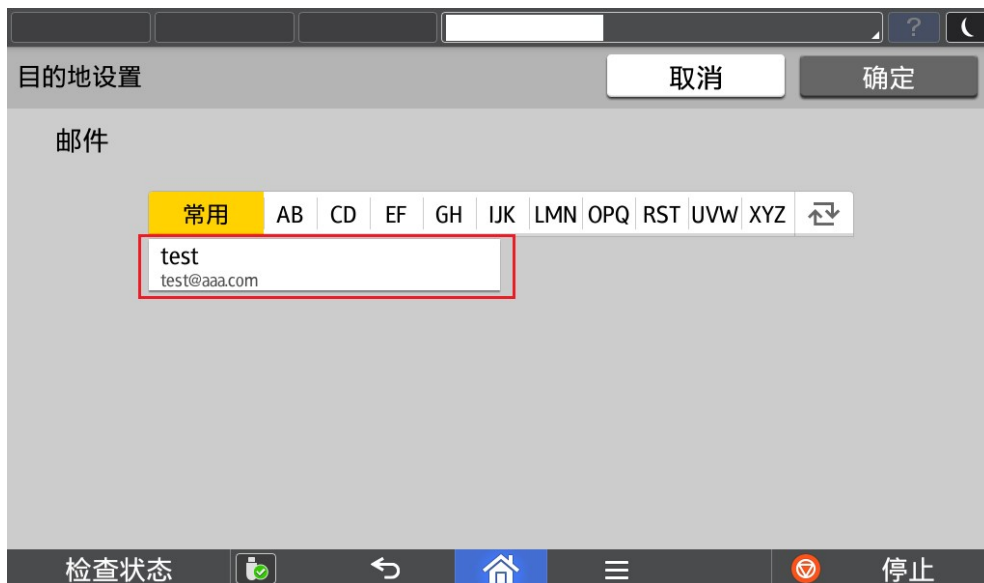 ?
目的地设置 取消 确定
邮件
常用 AB CD EF GH IJK LMN OPQ RST UVW XYZ
test
test@aaa.com
检查状态 停止